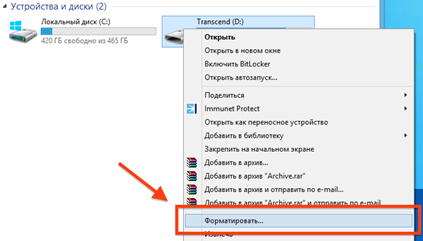 Устройства и диски (2)
Локальный диск (C:)
420 ГБ свободно из 465 ГБ
Transcend (D:)
Открыть
Открыть в новом окне
Включить BitLocker
Открыть автозапуск...
Поделиться
Immunet Protect
Открыть как переносное устройство
Добавить в библиотеку
Закрепить на начальном экране
Добавить в архив...
Добавить в архив "Archive.rar"
Добавить в архив и отправить по e-mail...
Добавить в архив "Archive.rar" и отправить по e-mail
Форматировать...